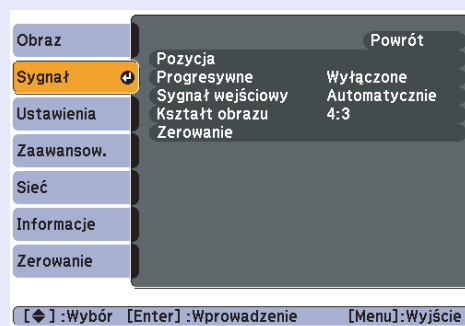 Obraz
Sygnał
Ustawienia
Zaawansow.
Sieć
Informacje
Zerowanie
Powrót
Pozycja
Progresywne Wyłączone
Sygnał wejściowy Automatycznie
Kształt obrazu 4:3
Zerowanie
[ ] :Wybór [Enter] :Wprowadzenie [Menu]:Wyjście